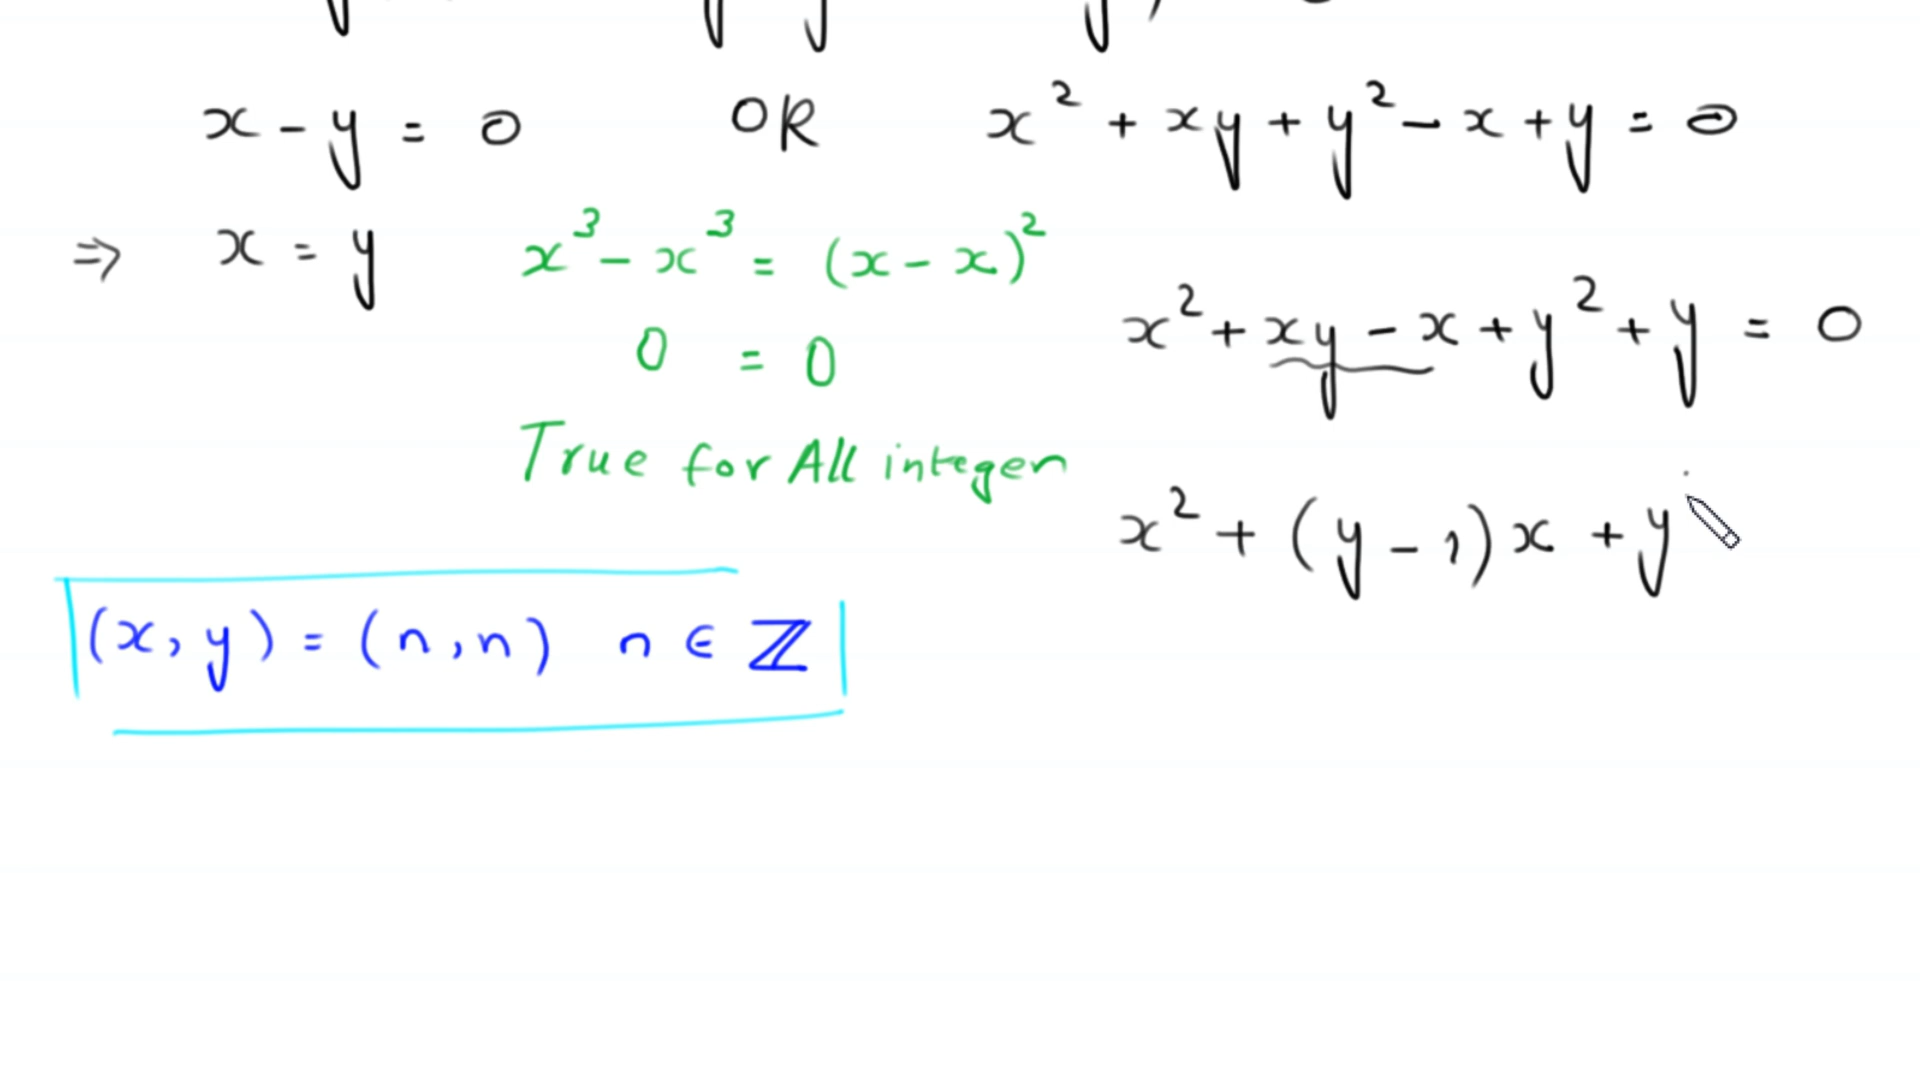 x - y = 0 OR x² + xy + y² - x + y = 0
⇒ x = y x³ - x³ = (x - x)²
x² + xy - x + y² + y = 0
0 = 0
True for All integer
x² + (y - 1)x + y
(x, y) = (n, n) n ∈ ℤ